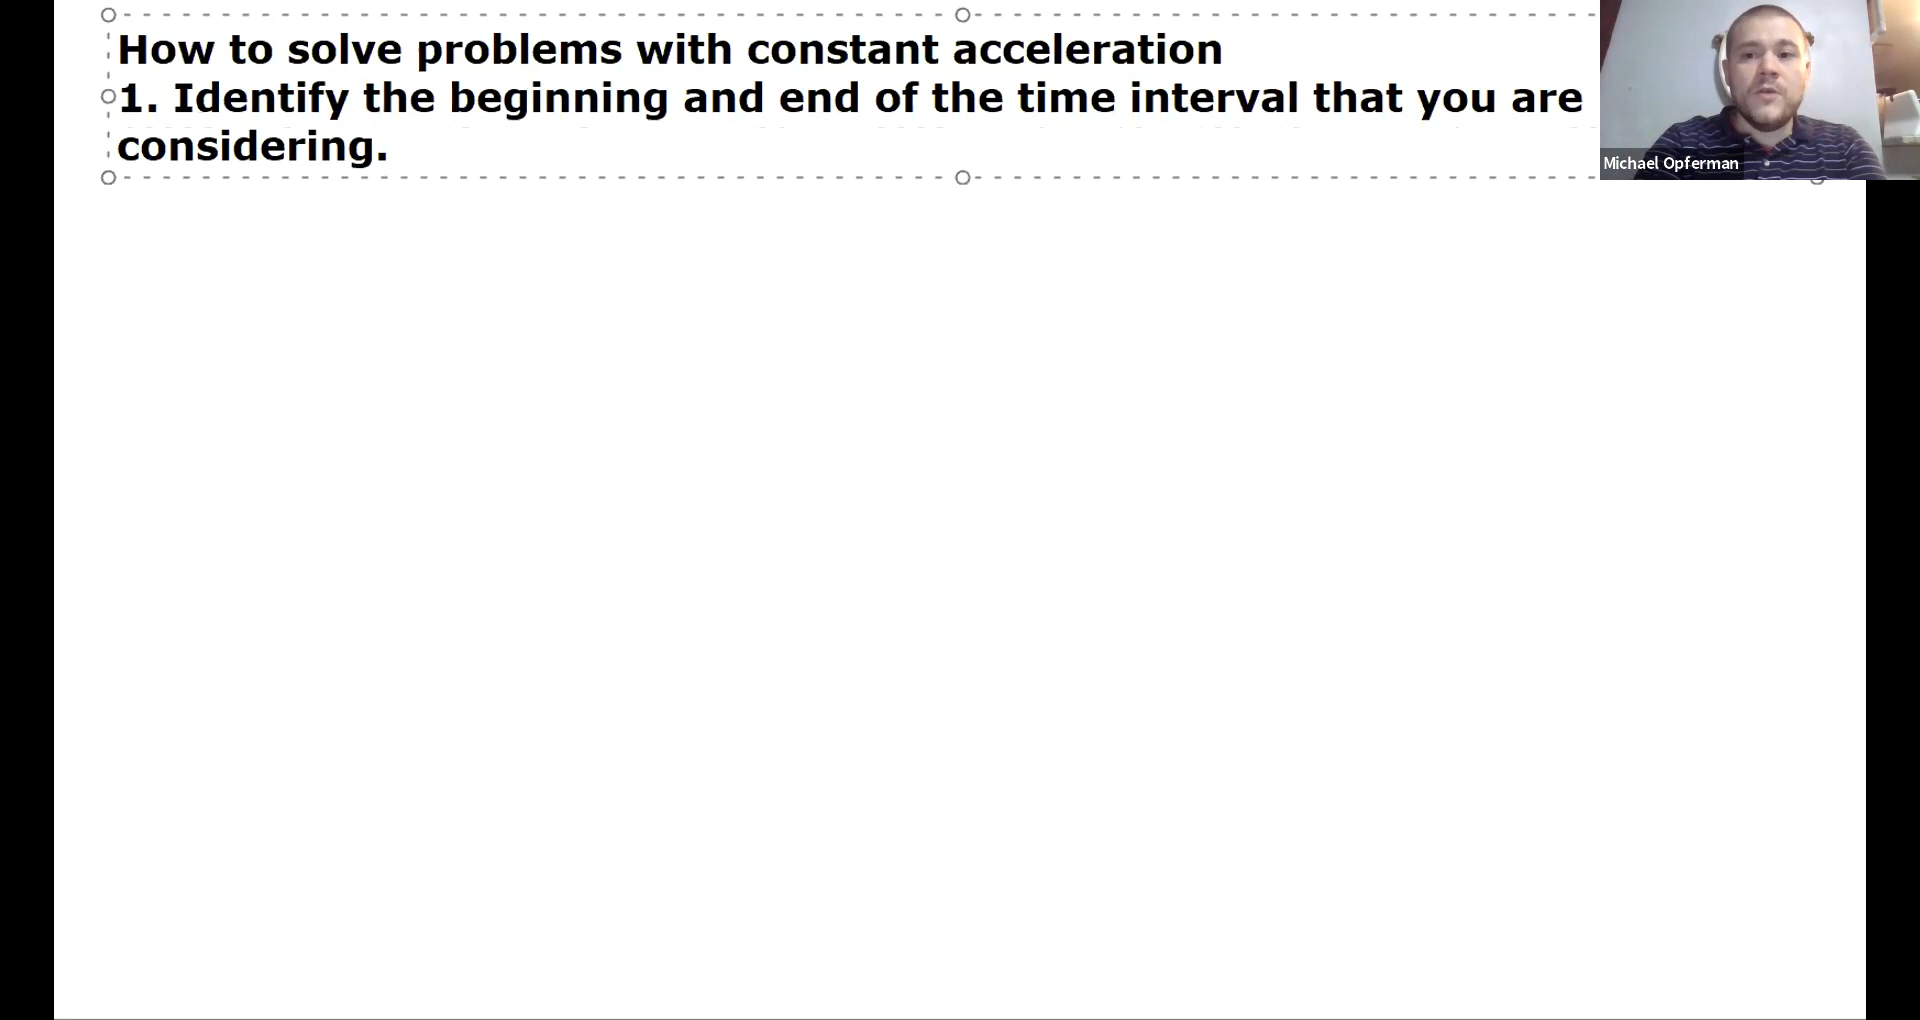 How to solve problems with constant acceleration
1. Identify the beginning and end of the time interval that you are
considering.
Michael Opferman